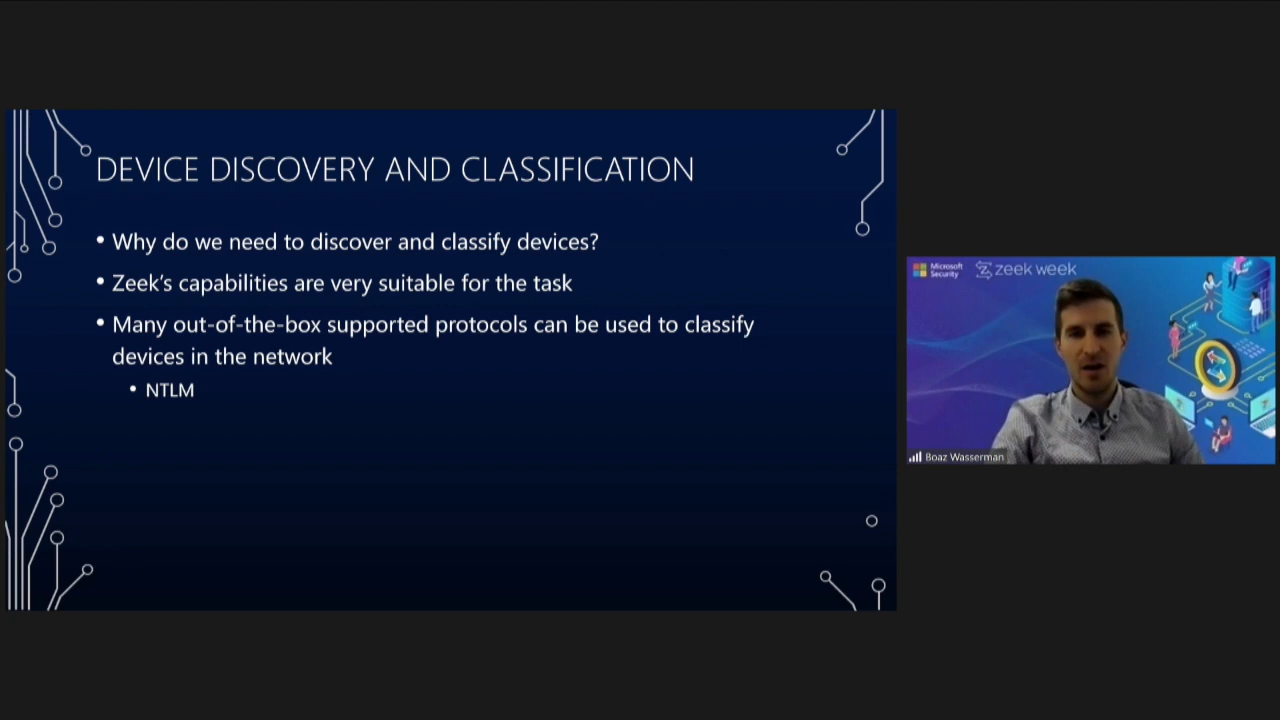 DEVICE DISCOVERY AND CLASSIFICATION
• Why do we need to discover and classify devices?
• Zeek's capabilities are very suitable for the task
• Many out-of-the-box supported protocols can be used to classify
devices in the network
• NTLM
Microsoft
Security
zeek week
Boaz Wasserman